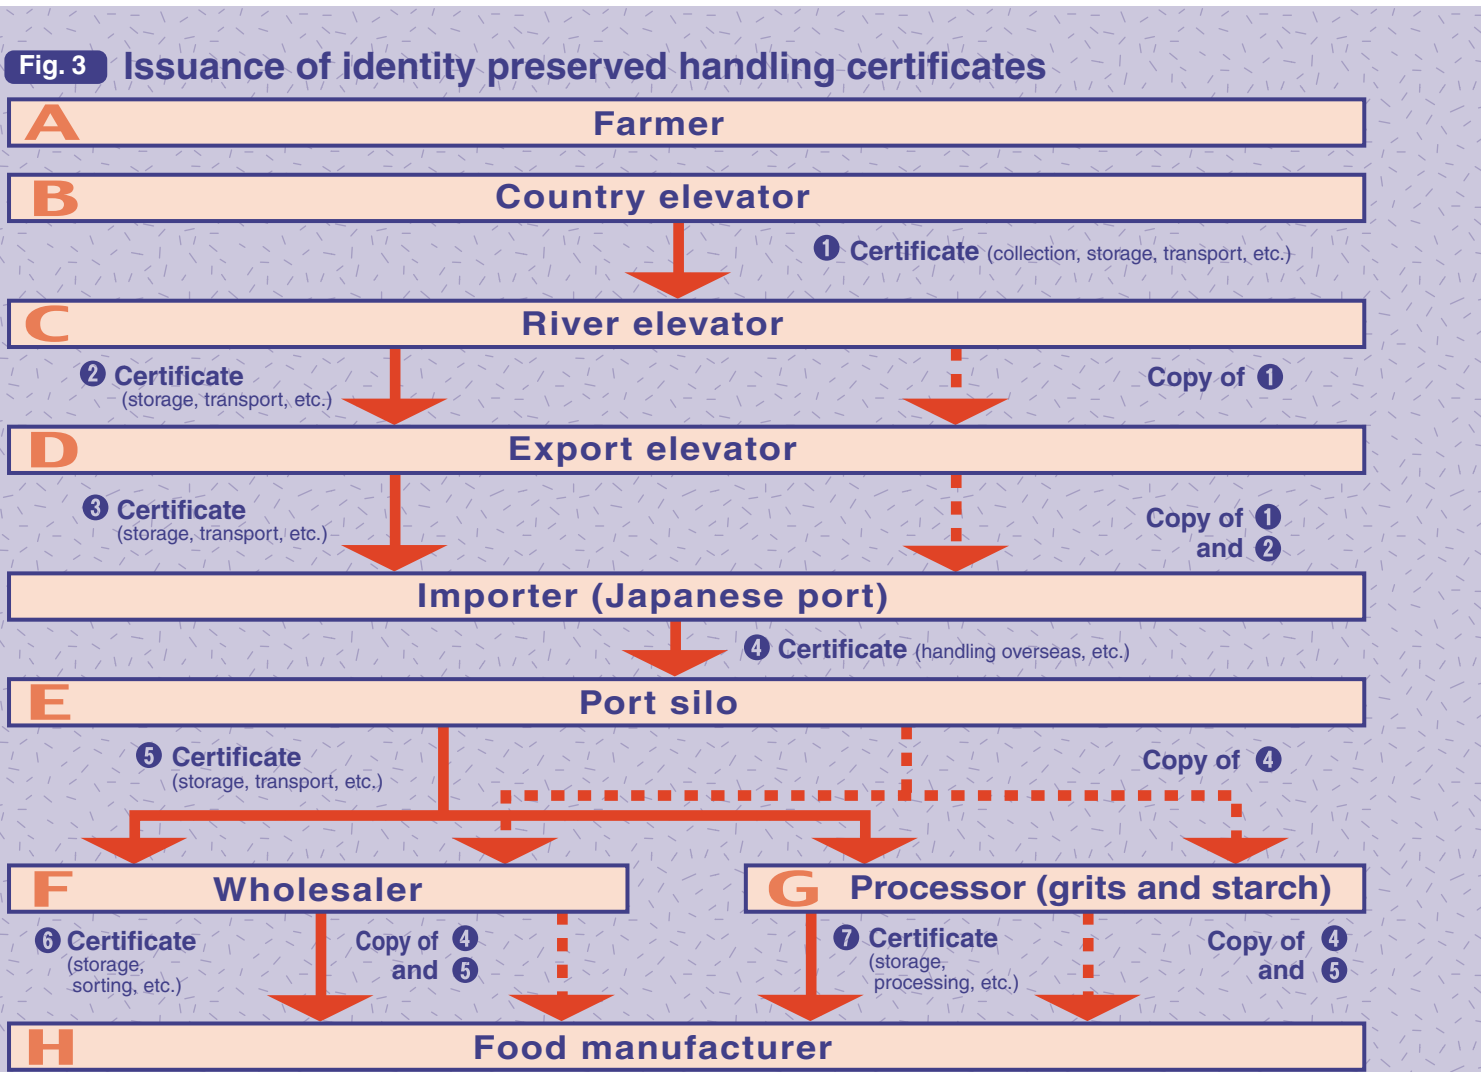 Fig. 3 Issuance of identity preserved handling certificates
A Farmer
B Country elevator
1 Certificate (collection, storage, transport, etc.)
C River elevator
2 Certificate
(storage, transport, etc.)
Copy of 1
D Export elevator
3 Certificate
(storage, transport, etc.)
Copy of 1
and 2
Importer (Japanese port)
4 Certificate (handling overseas, etc.)
E Port silo
5 Certificate
(storage, transport, etc.)
Copy of 4
F Wholesaler
G Processor (grits and starch)
6 Certificate
(storage,
sorting, etc.)
Copy of 4
and 5
7 Certificate
(storage,
processing, etc.)
Copy of 4
and 5
H Food manufacturer